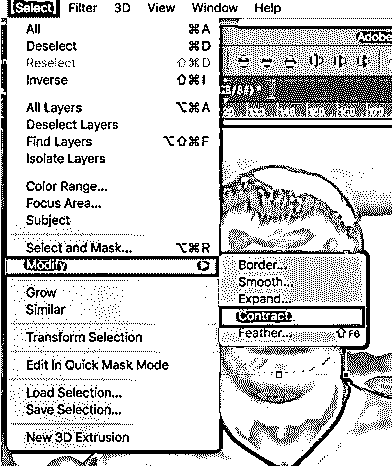 Select Filter 3D View Window Help
Adobe
All ⌘A
Deselect ⌘D
Reselect ⇧⌘D
Inverse ⇧⌘I
All Layers ⌥⌘A
Deselect Layers
Find Layers ⌥⇧⌘F
Isolate Layers
Color Range...
Focus Area...
Subject
Select and Mask... ⌥⌘R
Modify
Border...
Smooth...
Expand...
Contract...
Feather... ⇧F6
Grow
Similar
Transform Selection
Edit in Quick Mask Mode
Load Selection...
Save Selection...
New 3D Extrusion